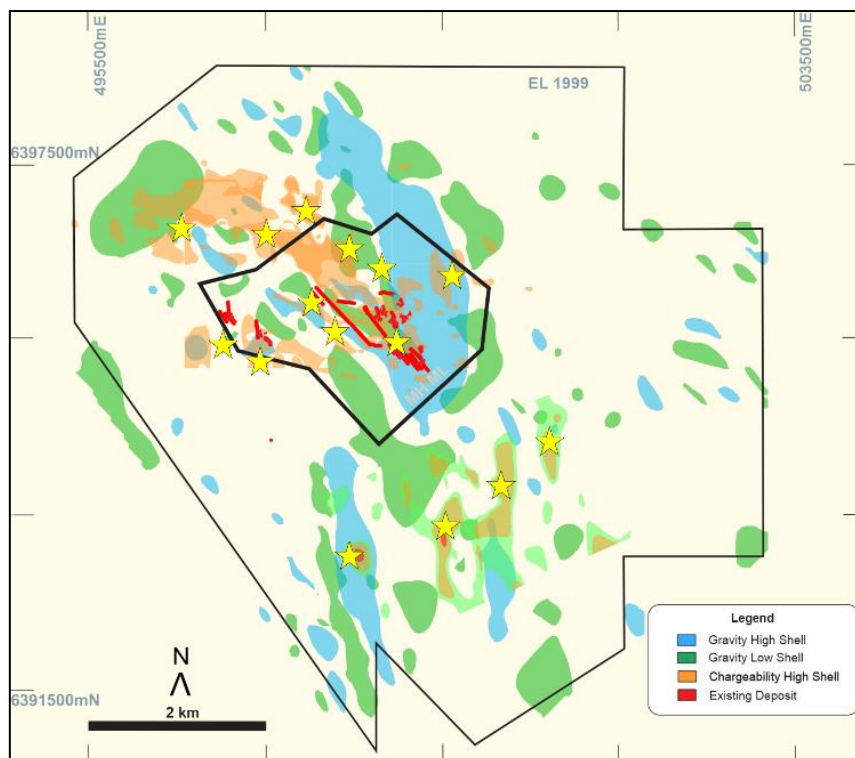 495500mE
503500mE
EL 1999
6397500mN
MHML
6391500mN
N
2 km
Legend
Gravity High Shell
Gravity Low Shell
Chargeability High Shell
Existing Deposit